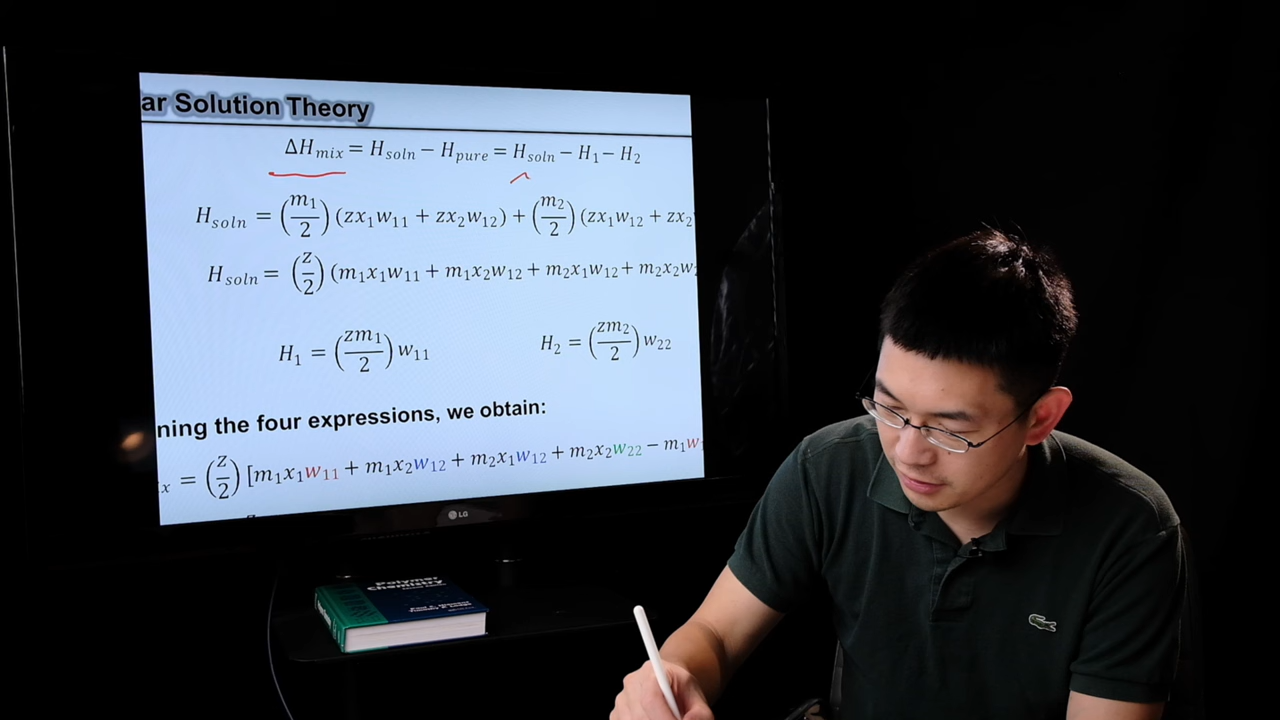 ar Solution Theory
ΔH_mix = H_soln − H_pure = H_soln − H_1 − H_2
H_soln = (m_1/2)(zx_1w_11 + zx_2w_12) + (m_2/2)(zx_1w_12 + zx_2
H_soln = (z/2)(m_1x_1w_11 + m_1x_2w_12 + m_2x_1w_12 + m_2x_2w
H_1 = (zm_1/2)w_11
H_2 = (zm_2/2)w_22
ning the four expressions, we obtain:
x = (z/2)[m_1x_1w_11 + m_1x_2w_12 + m_2x_1w_12 + m_2x_2w_22 − m_1w
LG
Polymer
Chemistry